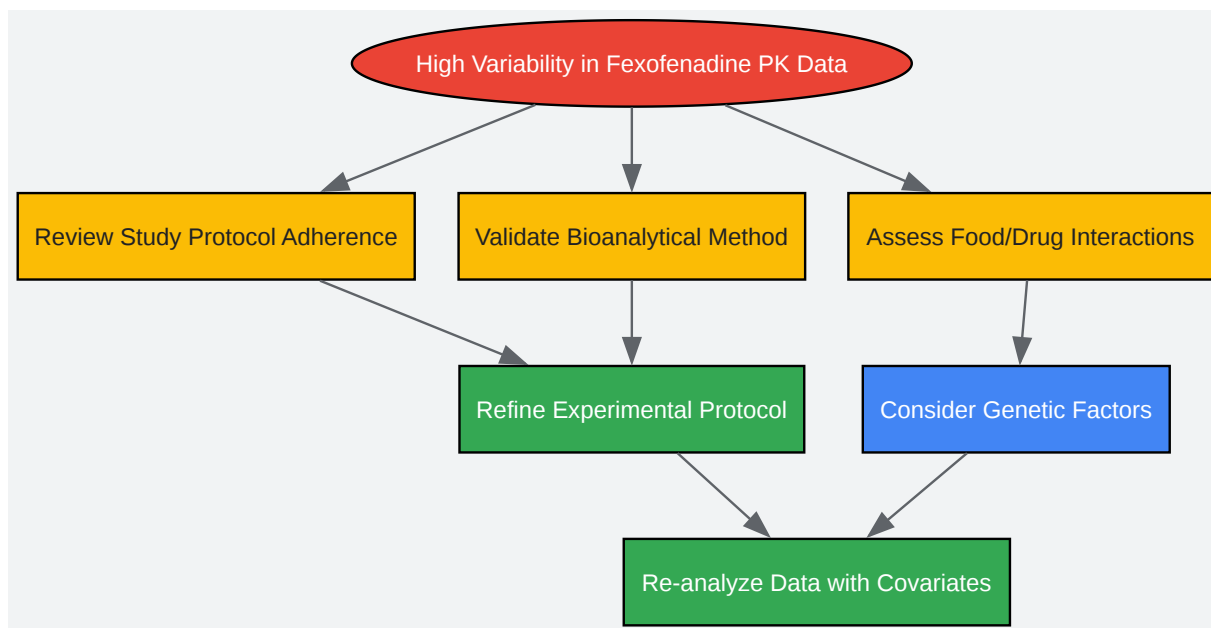 High Variability in Fexofenadine PK Data
Review Study Protocol Adherence
Validate Bioanalytical Method
Assess Food/Drug Interactions
Refine Experimental Protocol
Consider Genetic Factors
Re-analyze Data with Covariates